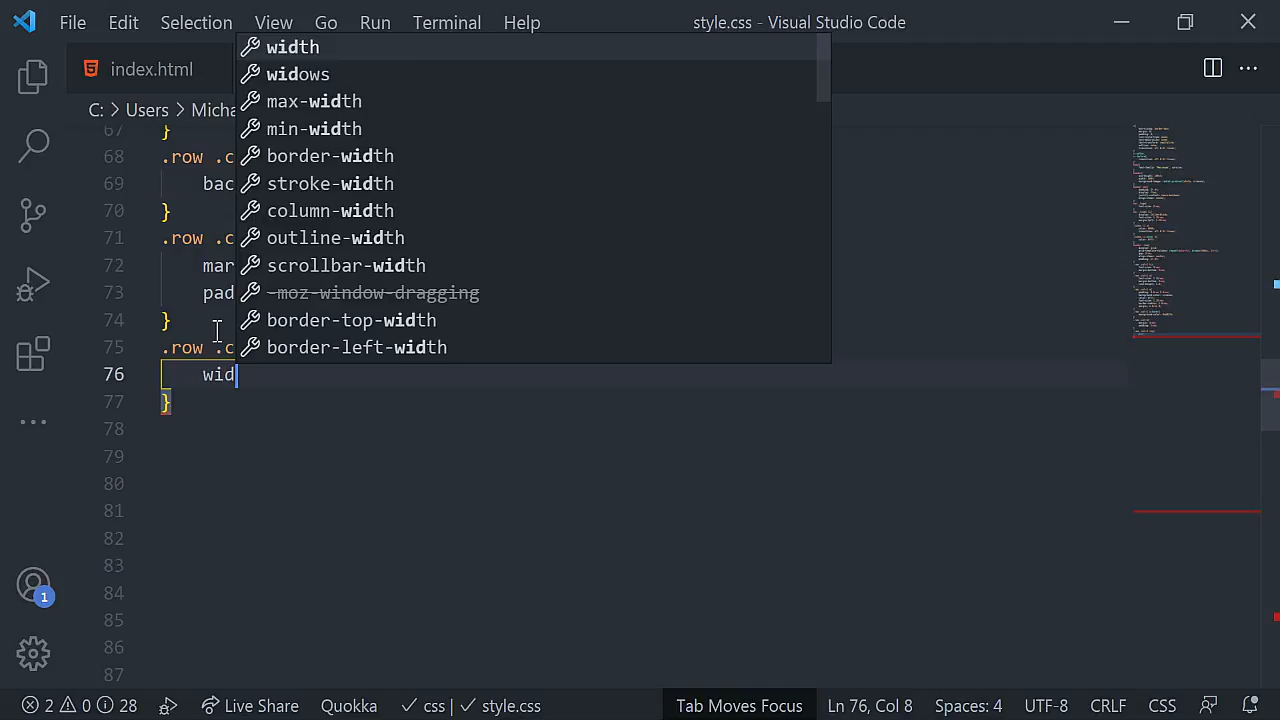 File Edit Selection View Go Run Terminal Help style.css - Visual Studio Code
index.html
C: Users Micha
width
widows
max-width
min-width
border-width
stroke-width
column-width
outline-width
scrollbar-width
-moz-window-dragging
border-top-width
border-left-width
67 }
68 .row .c
69 bac
70 }
71 .row .c
72 mar
73 pad
74 }
75 .row .c
76 wid
77 }
78
79
80
81
82
83
84
85
86
87
1
2 0 28 Live Share Quokka css | style.css Tab Moves Focus Ln 76, Col 8 Spaces: 4 UTF-8 CRLF CSS